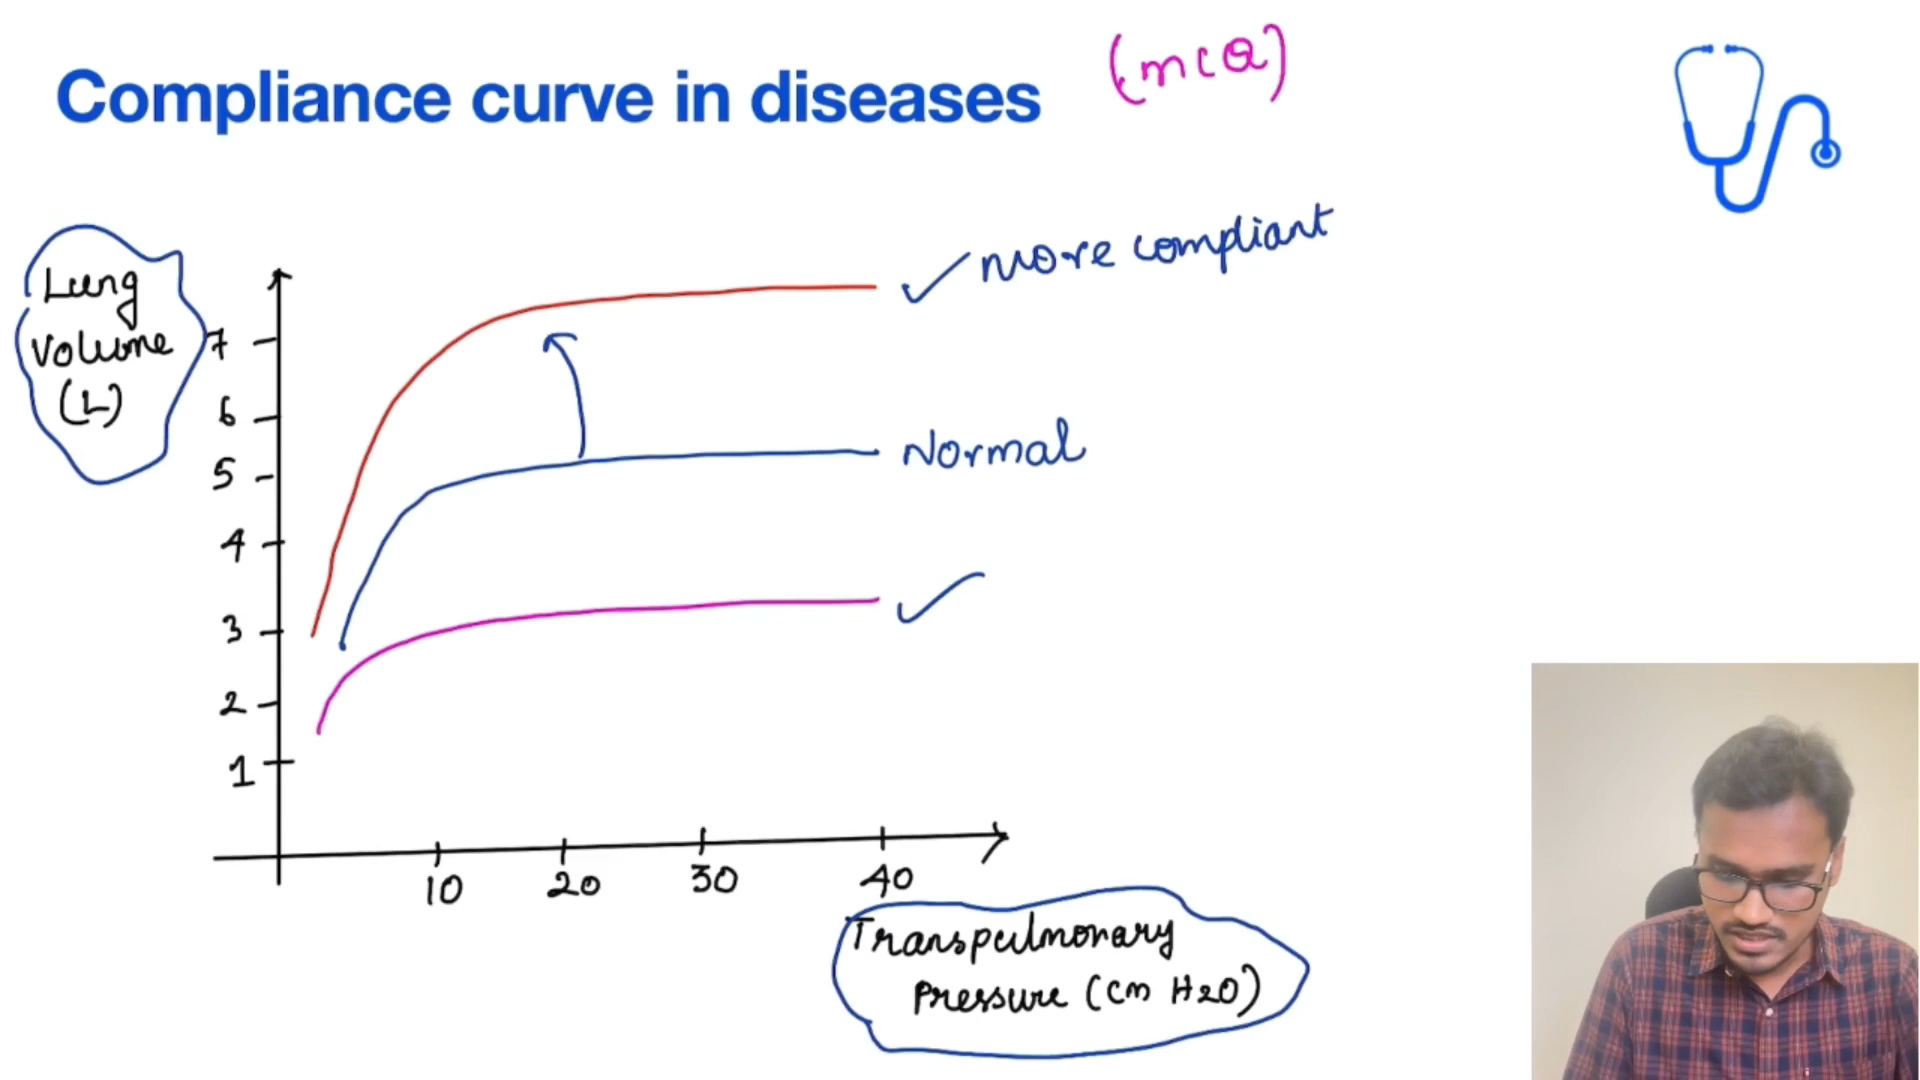 Compliance curve in diseases
(mcQ)
Lung
Volume
(L)
7
6
5
4
3
2
1
More compliant
Normal
10 20 30 40
Transpulmonary
Pressure (cm H2O)